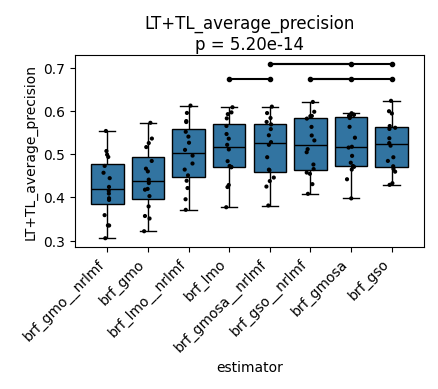 LT+TL_average_precision
p = 5.20e-14
LT+TL_average_precision
0.7
0.6
0.5
0.4
0.3
brf_gmo__nrlmf
brf_gmo
brf_lmo__nrlmf
brf_lmo
brf_gmosa__nrlmf
brf_gso__nrlmf
brf_gmosa
brf_gso
estimator